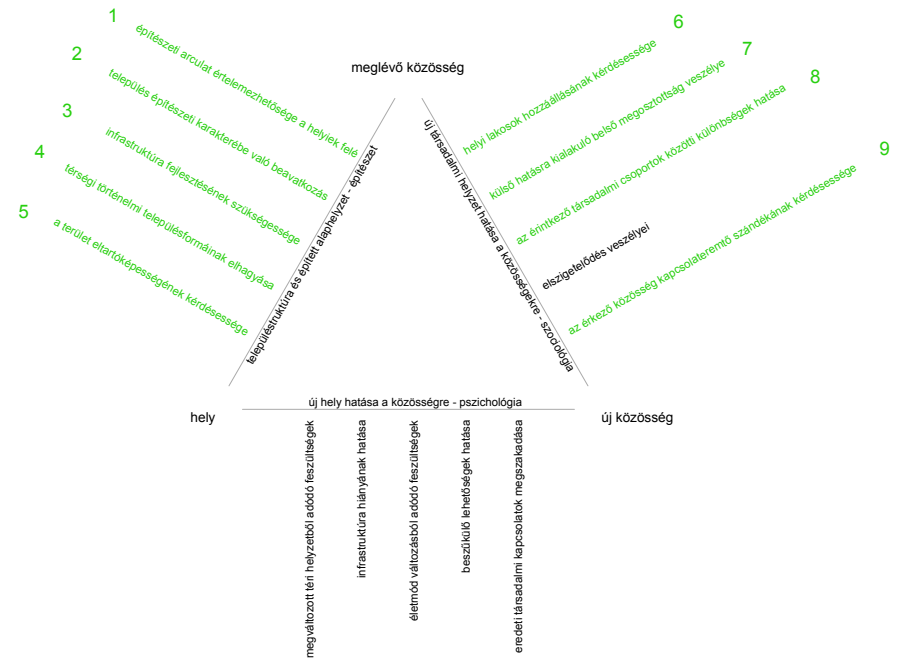 1
építészeti arculat értelemezhetősége a helyiek felé
2
település építészeti karakterébe való beavatkozás
3
infrastruktúra fejlesztésének szükségessége
4
térségi történelmi településformáinak elhagyása
5
a terület eltartóképességének kérdésessége
településtruktúra és épített alaphelyzet - építészet
meglévő közösség
új társadalmi helyzet hatása a közösségekre - szociológia
6
helyi lakosok hozzáállásának kérdésessége
7
külső hatásra kialakuló belső megosztottság veszélye
8
az érintkező társadalmi csoportok közötti különbségek hatása
elszigetelődés veszélyei
9
az érkező közösség kapcsolateremtő szándékának kérdésessége
hely
új hely hatása a közösségre - pszichológia
új közösség
megváltozott téri helyzetből adódó feszültségek
infrastruktúra hiányának hatása
életmód változásból adódó feszültségek
beszűkülő lehetőségek hatása
eredeti társadalmi kapcsolatok megszakadása